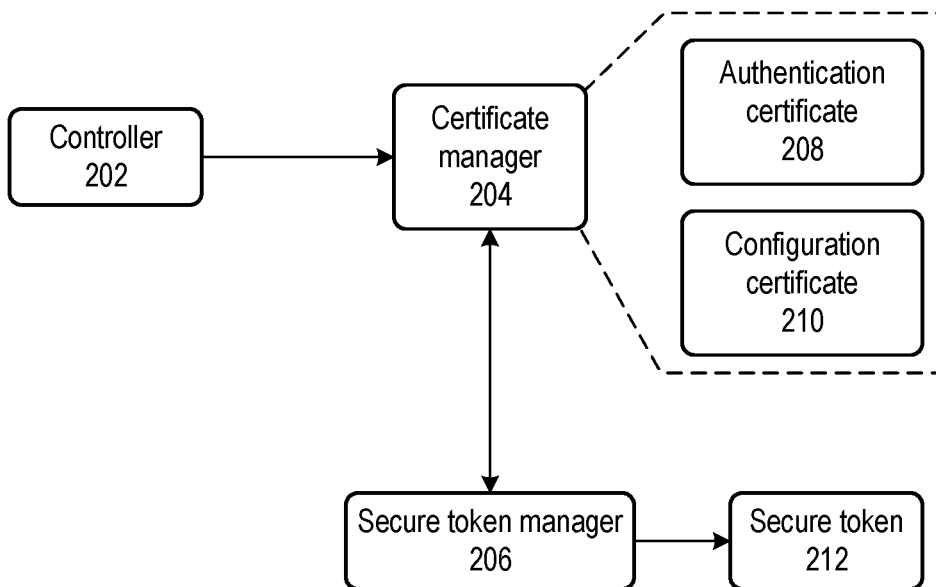 Controller
202
Certificate
manager
204
Authentication
certificate
208
Configuration
certificate
210
Secure token manager
206
Secure token
212